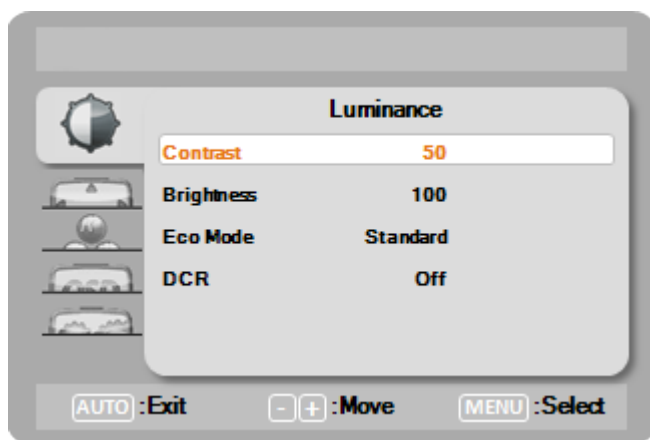 Luminance
Contrast 50
Brightness 100
Eco Mode Standard
DCR Off
AUTO :Exit - + :Move MENU :Select